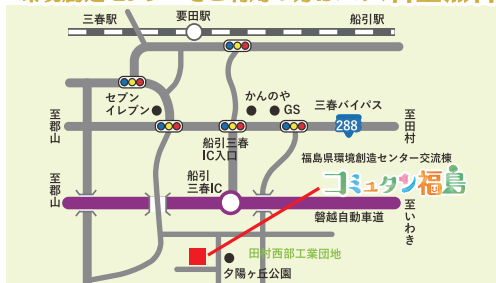 三春駅
要田駅
船引駅
セブン
イレブン
かんのや
GS
三春バイパス
288
至郡山
至田村
船引三春
IC入口
福島県環境創造センター交流棟
コミュタン福島
至郡山
船引
三春IC
磐越自動車道
至いわき
田村西部工業団地
夕陽ヶ丘公園